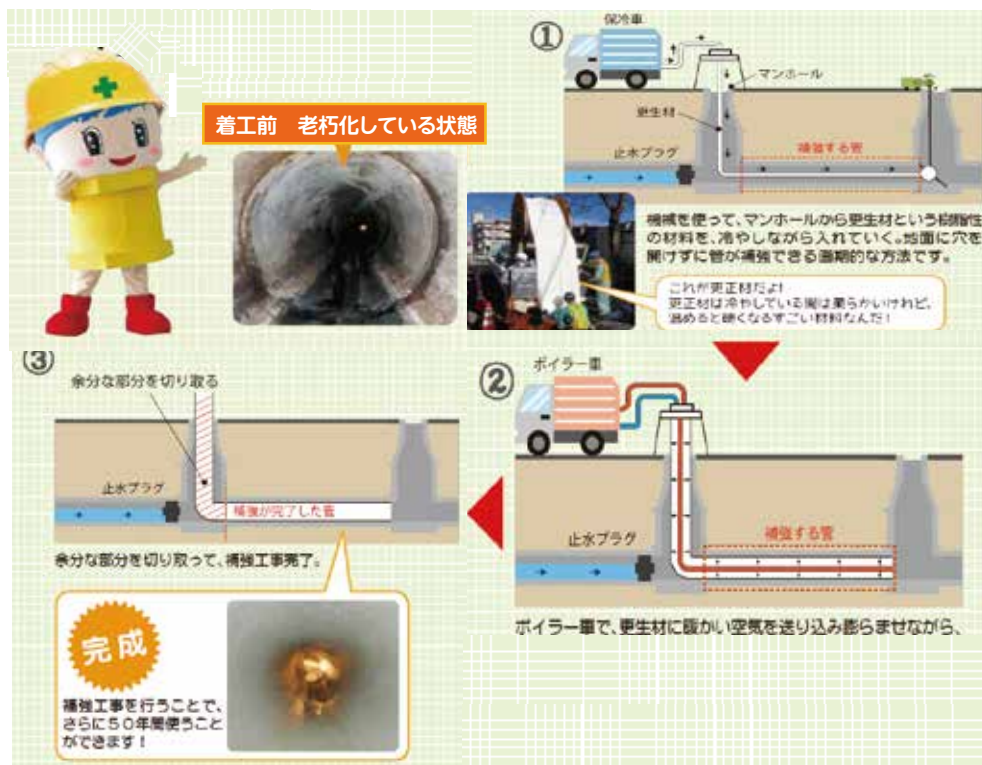 着工前 老朽化している状態
①
保冷車
マンホール
更生材
止水プラグ
補強する管
機械を使って、マンホールから更生材という樹脂性
の材料を、冷やしながら入れていく。地面に穴を
開けずに管が補強できる画期的な方法です。
これが更正材だよ!
更正材は冷やしている間は柔らかいけれど、
温めると硬くなるすごい材料なんだ!
②
ボイラー車
止水プラグ
補強する管
ボイラー車で、更生材に暖かい空気を送り込み膨らませながら、
③
余分な部分を切り取る
止水プラグ
補強が完了した管
余分な部分を切り取って、補強工事完了。
完成
補強工事を行うことで、
さらに50年間使うこと
ができます!